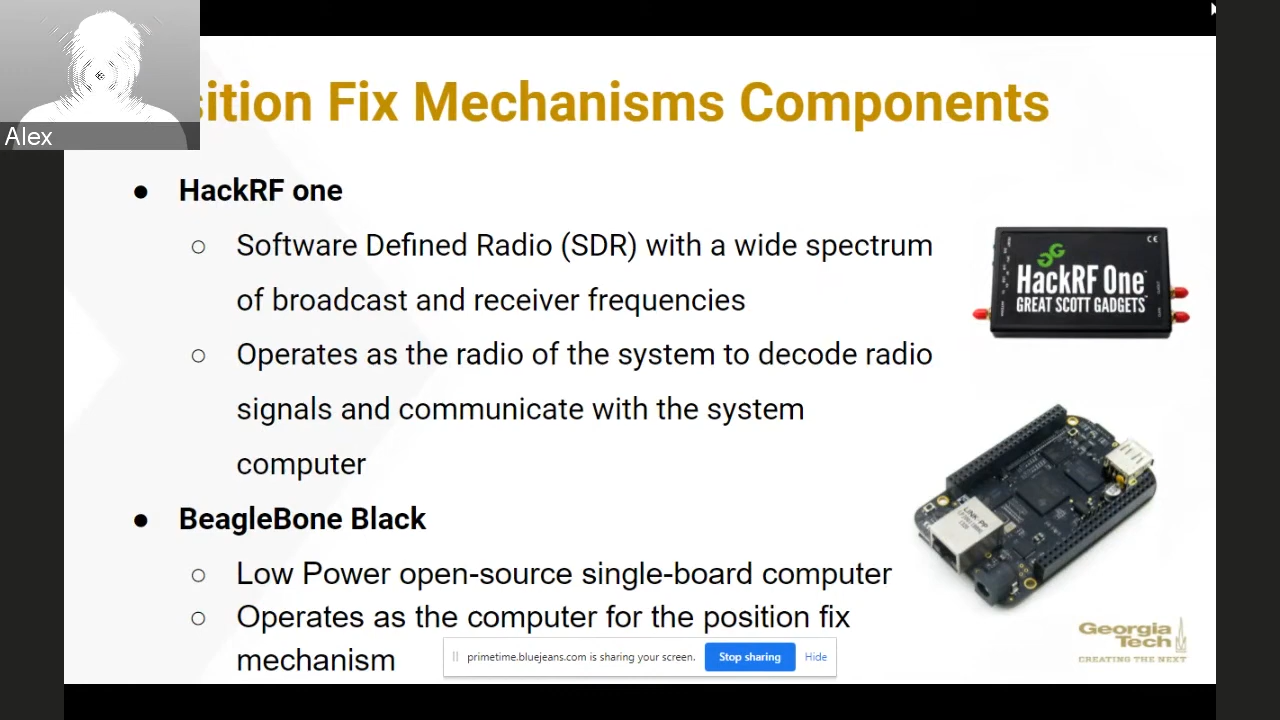 Alex
sition Fix Mechanisms Components
● HackRF one
○ Software Defined Radio (SDR) with a wide spectrum
of broadcast and receiver frequencies
○ Operates as the radio of the system to decode radio
signals and communicate with the system
computer
● BeagleBone Black
○ Low Power open-source single-board computer
○ Operates as the computer for the position fix
mechanism
HackRF One
GREAT SCOTT GADGETS
CE
LINK-PP
Georgia
Tech
CREATING THE NEXT
primetime.bluejeans.com is sharing your screen.
Stop sharing
Hide